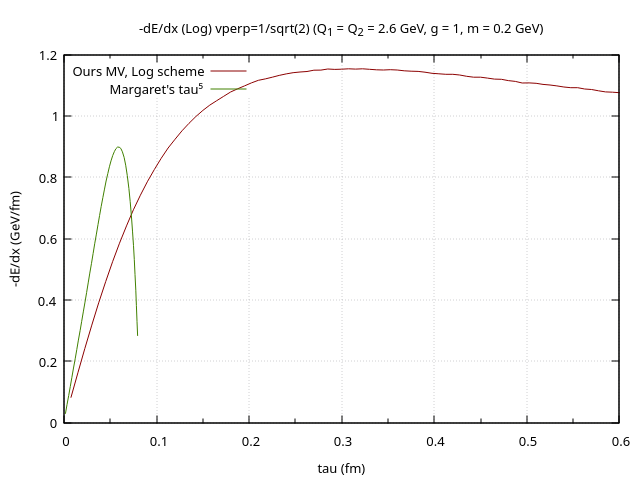 -dE/dx (Log) vperp=1/sqrt(2) (Q₁ = Q₂ = 2.6 GeV, g = 1, m = 0.2 GeV)
Ours MV, Log scheme
Margaret's tau⁵
-dE/dx (GeV/fm)
1.2
1
0.8
0.6
0.4
0.2
0
0 0.1 0.2 0.3 0.4 0.5 0.6
tau (fm)